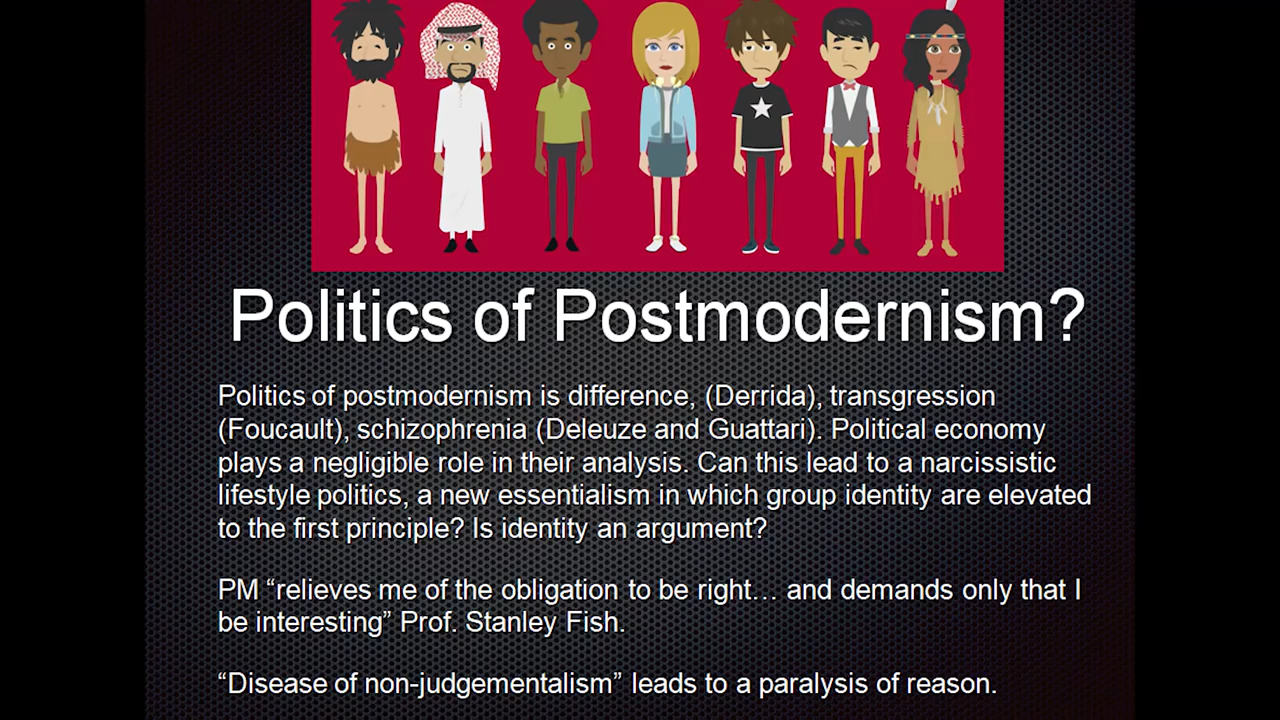 Politics of Postmodernism?
Politics of postmodernism is difference, (Derrida), transgression
(Foucault), schizophrenia (Deleuze and Guattari). Political economy
plays a negligible role in their analysis. Can this lead to a narcissistic
lifestyle politics, a new essentialism in which group identity are elevated
to the first principle? Is identity an argument?
PM “relieves me of the obligation to be right… and demands only that I
be interesting” Prof. Stanley Fish.
“Disease of non-judgementalism” leads to a paralysis of reason.